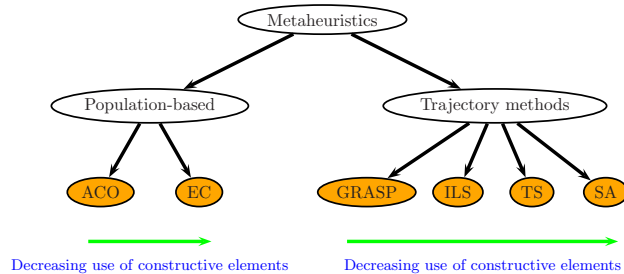 Metaheuristics
Population-based
Trajectory methods
ACO
EC
GRASP
ILS
TS
SA
Decreasing use of constructive elements
Decreasing use of constructive elements